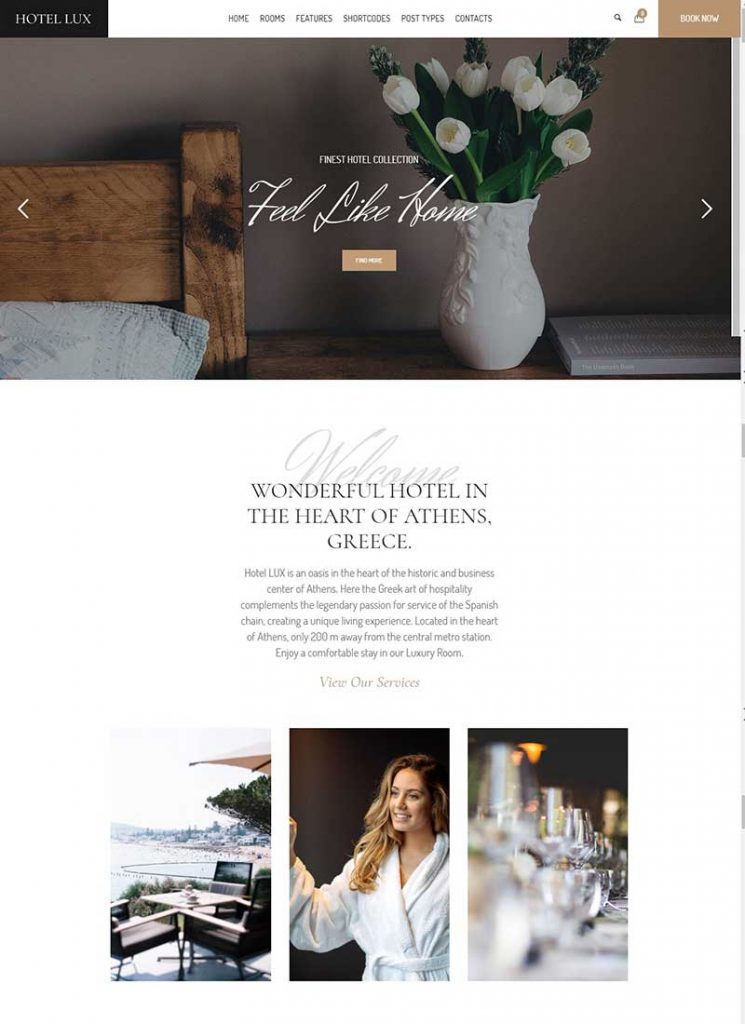 HOTEL LUX
HOME ROOMS FEATURES SHORTCODES POST TYPES CONTACTS
0
BOOK NOW
FINEST HOTEL COLLECTION
Feel Like Home
FIND MORE
Welcome
WONDERFUL HOTEL IN
THE HEART OF ATHENS,
GREECE.
Hotel LUX is an oasis in the heart of the historic and business
center of Athens. Here the Greek art of hospitality
complements the legendary passion for service of the Spanish
chain, creating a unique living experience. Located in the heart
of Athens, only 200 m away from the central metro station.
Enjoy a comfortable stay in our Luxury Room.
View Our Services